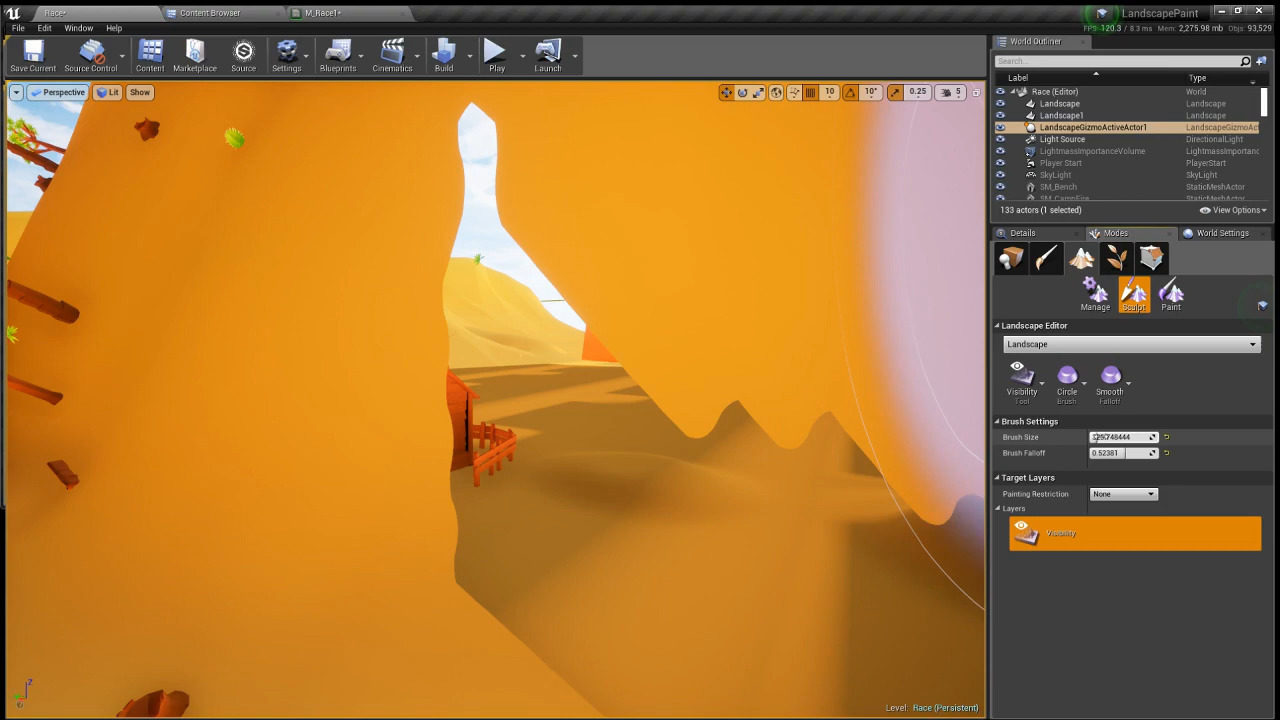 Race*
Content Browser
M_Race1*
LandscapePaint
File Edit Window Help
FPS: 120.3 / 8.3 ms Mem: 2,275.98 mb Objs: 93,529
Save Current Source Control Content Marketplace Source Settings Blueprints Cinematics Build Play Launch
Perspective Lit Show
10 10° 0.25 5
World Outliner
Search...
Label Type
Race (Editor) World
Landscape Landscape
Landscape1 Landscape
LandscapeGizmoActiveActor1 LandscapeGizmoAct
Light Source DirectionalLight
LightmassImportanceVolume LightmassImportanc
Player Start PlayerStart
SkyLight SkyLight
SM_Bench StaticMeshActor
SM_CampFire StaticMeshActor
133 actors (1 selected) View Options
Details Modes World Settings
Manage Sculpt Paint
Landscape Editor
Landscape
Visibility Circle Smooth
Tool Brush Falloff
Brush Settings
Brush Size
Brush Falloff 0.52381
Target Layers
Painting Restriction None
Layers
Visibility
Z
Level: Race (Persistent)